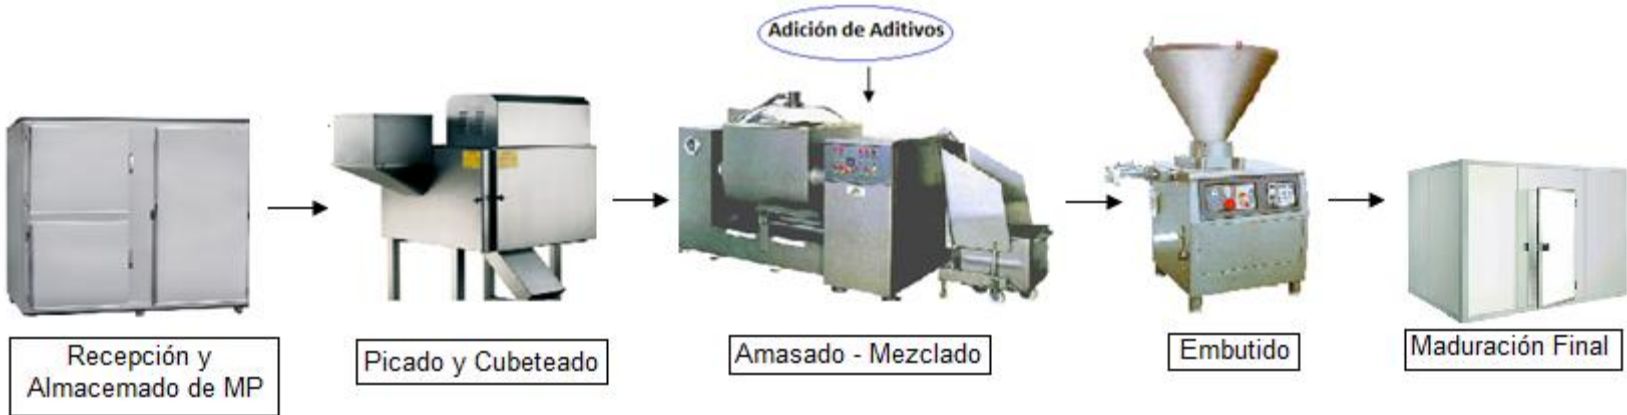 Adición de Aditivos
Recepción y
Almacemado de MP
Picado y Cubeteado
Amasado - Mezclado
Embutido
Maduración Final